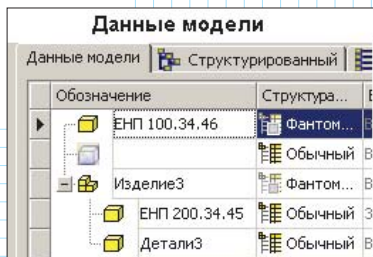 Данные модели
Данные модели Структурированный
Обозначение Структура...
ЕНП 100.34.46 Фантом...
Обычный
Изделие3 Фантом...
ЕНП 200.34.45 Обычный
Детали3 Обычный